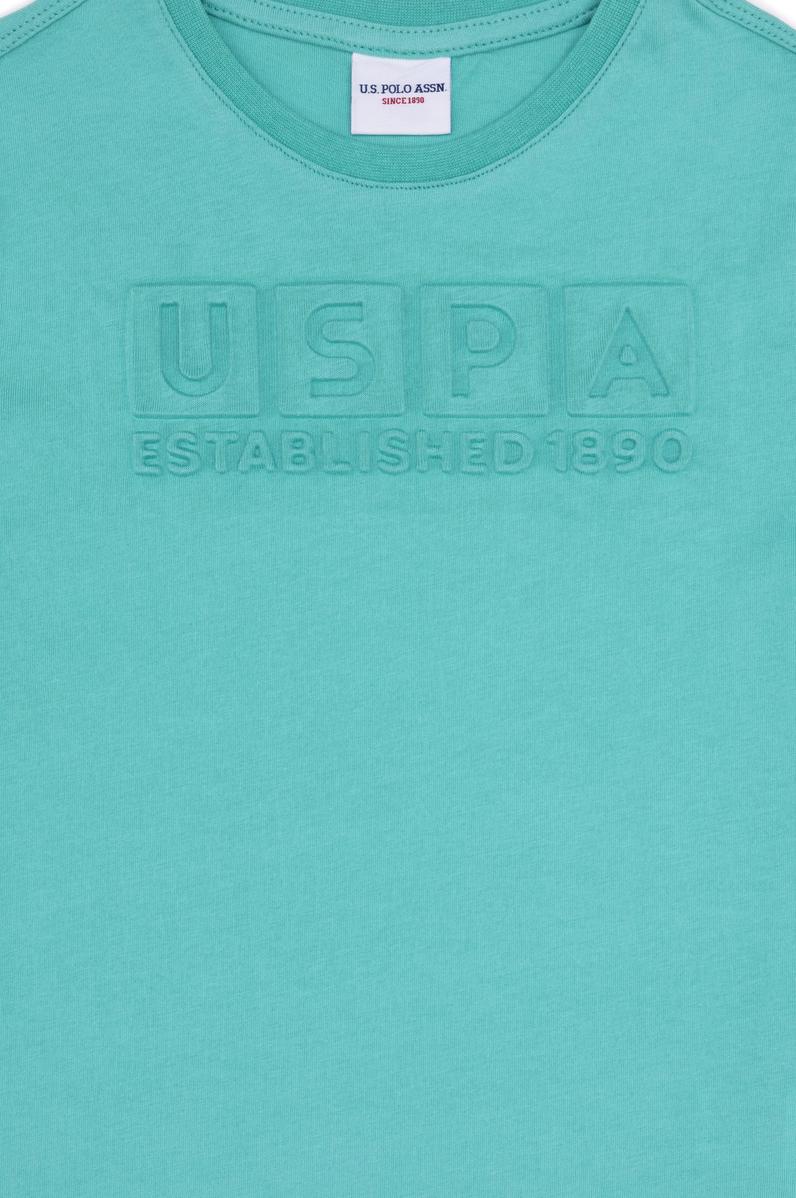 U.S. POLO ASSN.
SINCE 1890
USPA
ESTABLISHED 1890